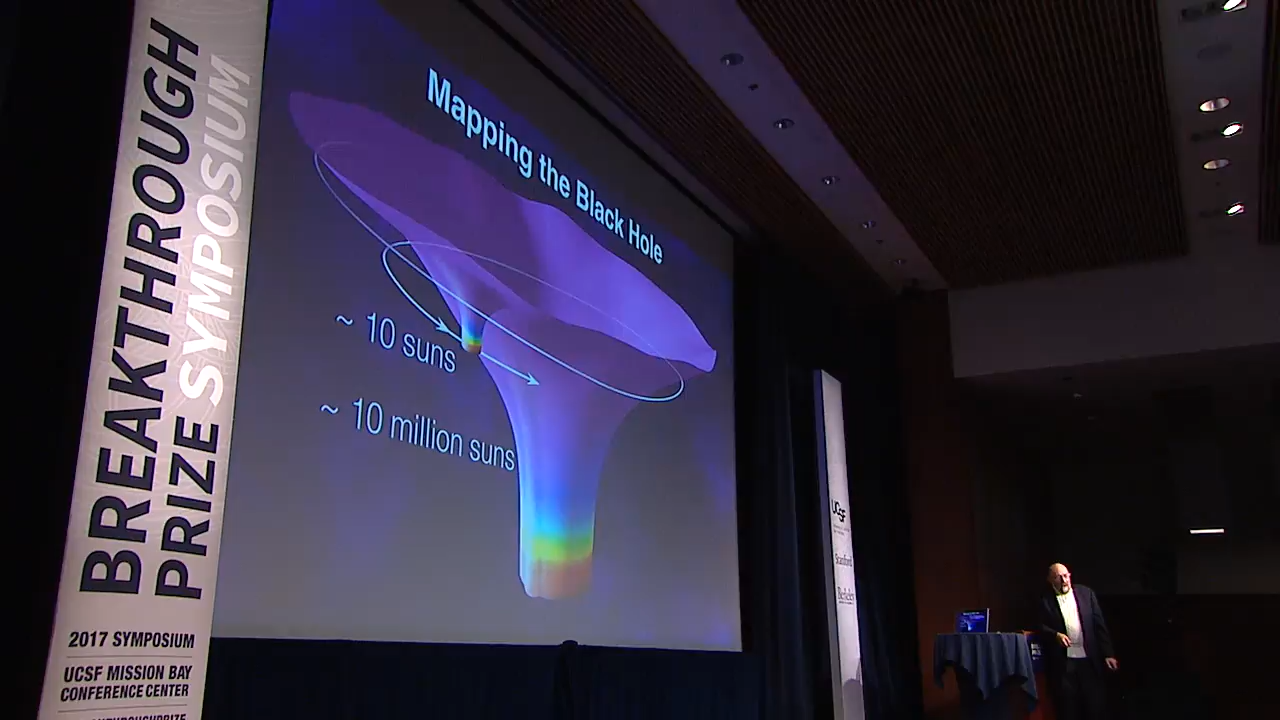 BREAKTHROUGH
PRIZE SYMPOSIUM
2017 SYMPOSIUM
UCSF MISSION BAY
CONFERENCE CENTER
Mapping the Black Hole
~ 10 suns
~ 10 million suns
UCSF
Stanford
Berkeley